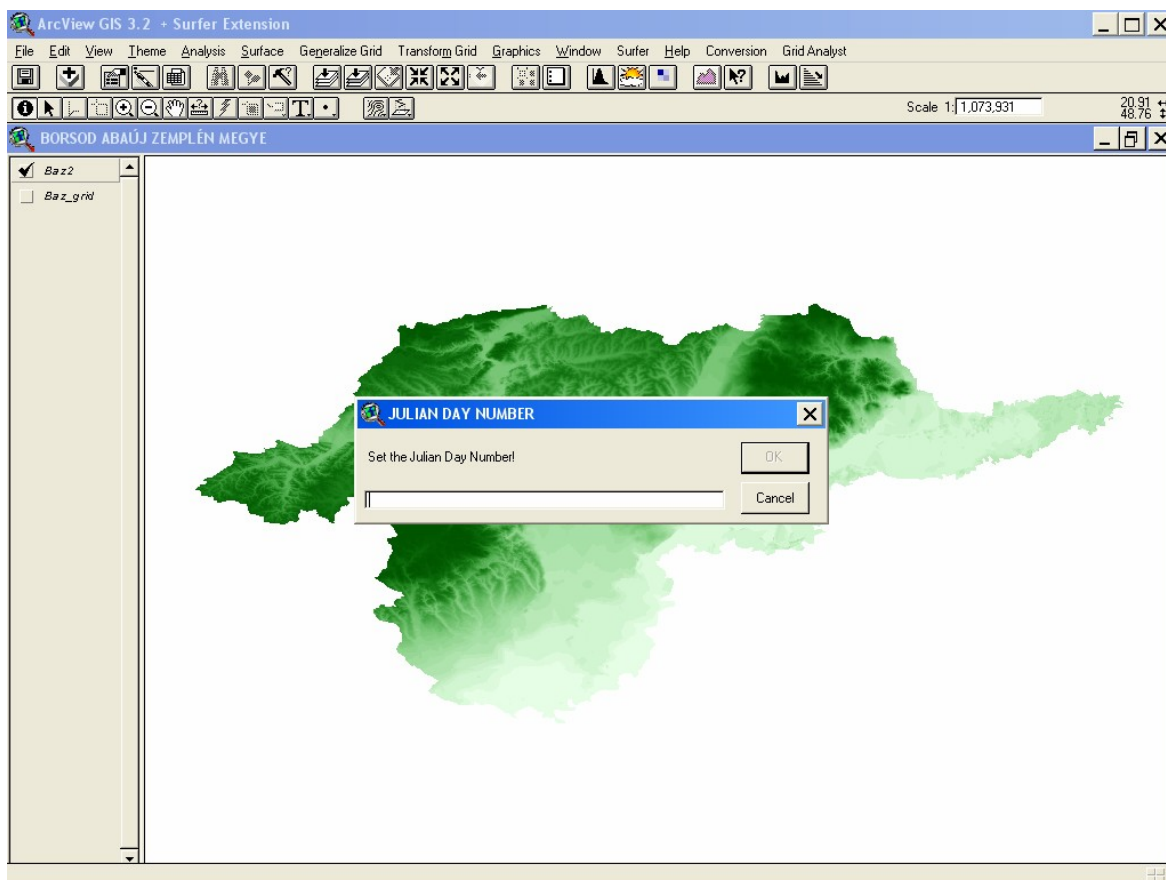 ArcView GIS 3.2 + Surfer Extension
File Edit View Theme Analysis Surface Generalize Grid Transform Grid Graphics Window Surfer Help Conversion Grid Analyst
Scale 1: 1,073,931 20.91
48.76
BORSOD ABAÚJ ZEMPLÉN MEGYE
Baz2
Baz_grid
JULIAN DAY NUMBER
Set the Julian Day Number!
OK
Cancel